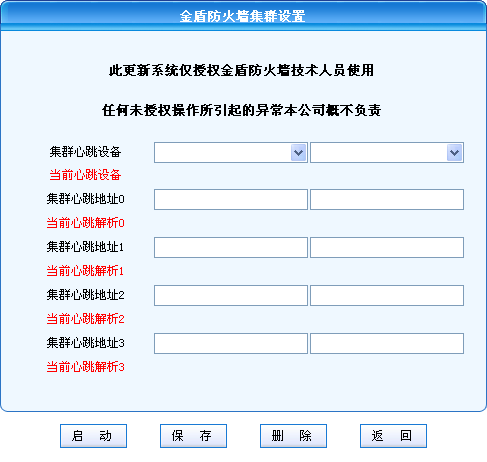 金盾防火墙集群设置
此更新系统仅授权金盾防火墙技术人员使用
任何未授权操作所引起的异常本公司概不负责
集群心跳设备
当前心跳设备
集群心跳地址0
当前心跳解析0
集群心跳地址1
当前心跳解析1
集群心跳地址2
当前心跳解析2
集群心跳地址3
当前心跳解析3
启 动 保 存 删 除 返 回